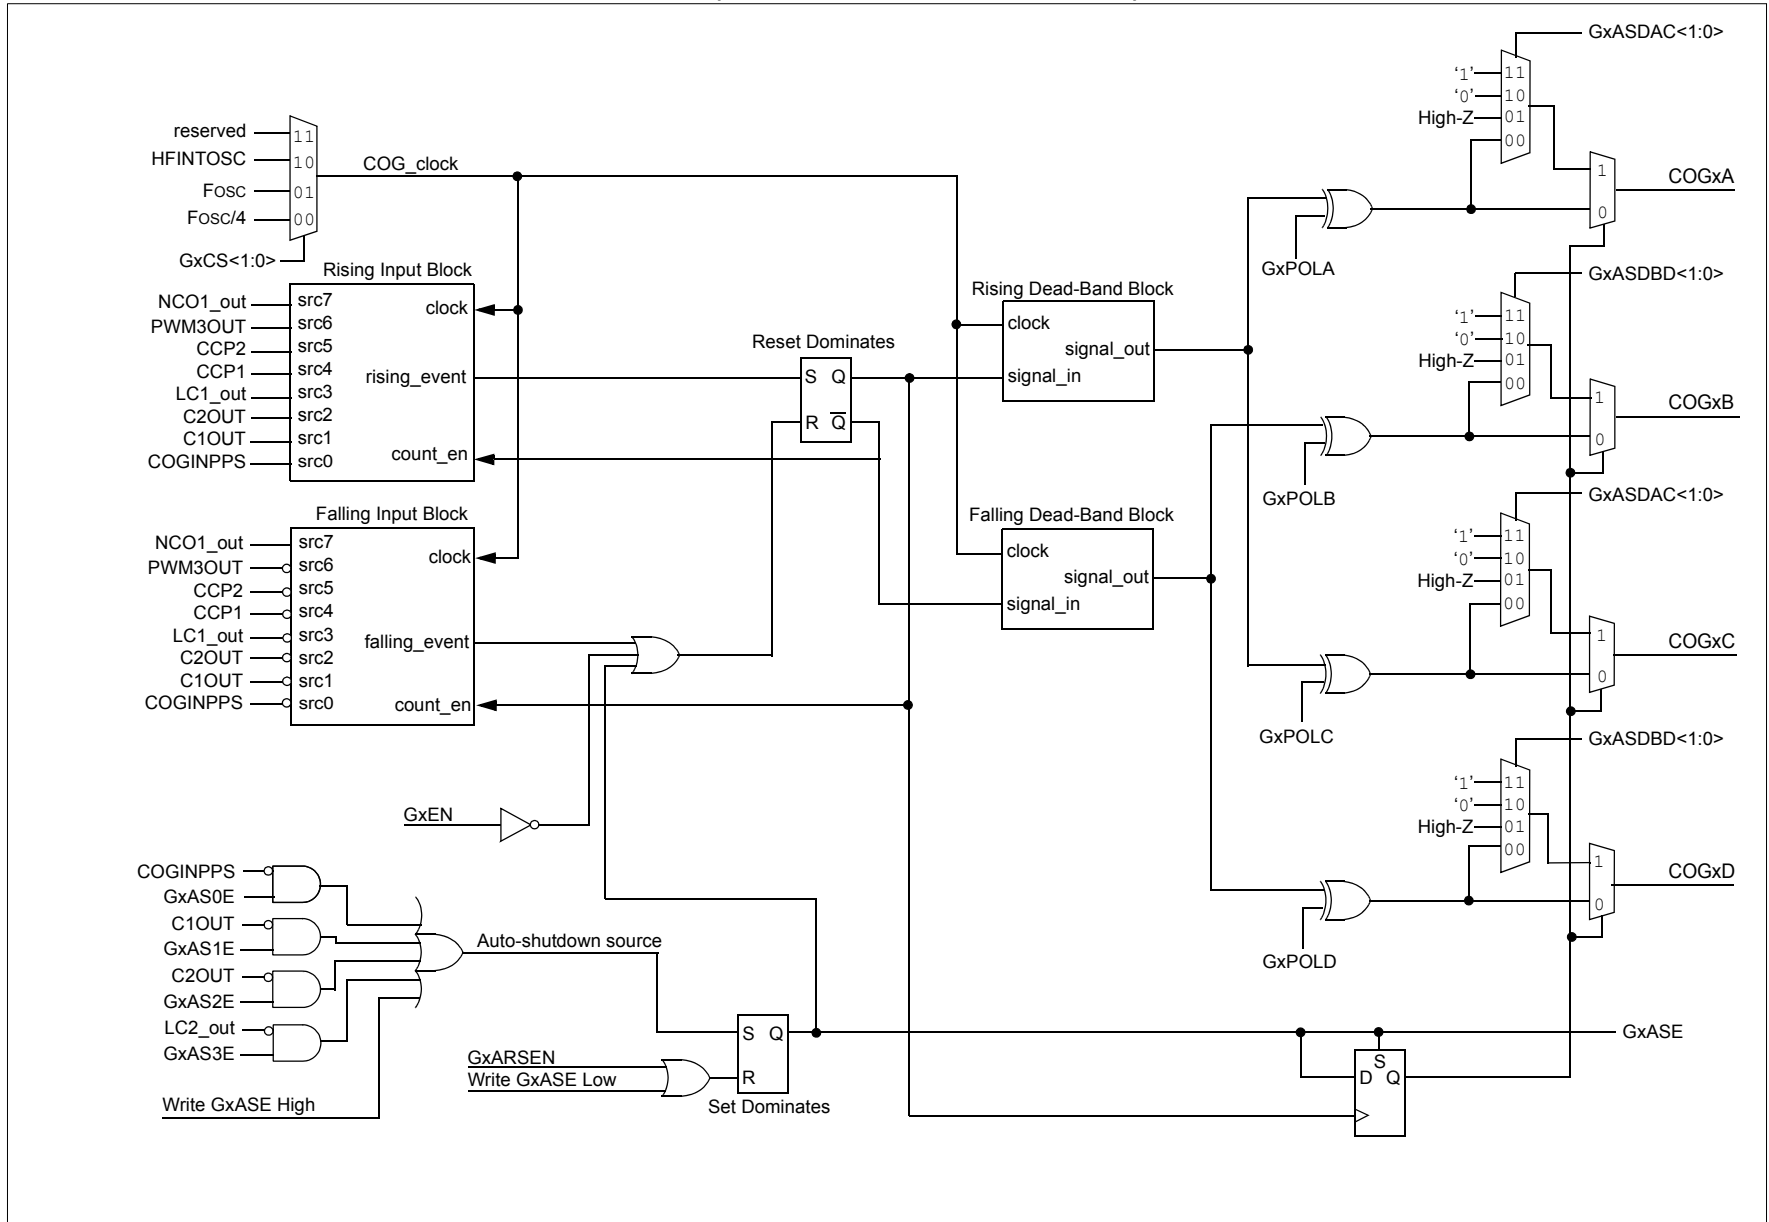 GxASDAC<1:0>
‘1’ 11
‘0’ 10
High-Z 01
00
1
COGxA
0
GxPOLA
reserved 11
HFINTOSC 10
FOSC 01
FOSC/4 00
COG_clock
GxCS<1:0>
Rising Input Block
NCO1_out src7
clock
PWM3OUT src6
CCP2 src5
CCP1 src4
rising_event
LC1_out src3
C2OUT src2
C1OUT src1
count_en
COGINPPS src0
Reset Dominates
S Q
R Q̅
Rising Dead-Band Block
clock
signal_out
signal_in
GxASDBD<1:0>
‘1’ 11
‘0’ 10
High-Z 01
00
1
COGxB
0
GxPOLB
Falling Input Block
NCO1_out src7
clock
PWM3OUT src6
CCP2 src5
CCP1 src4
LC1_out src3
falling_event
C2OUT src2
C1OUT src1
COGINPPS src0
count_en
Falling Dead-Band Block
clock
signal_out
signal_in
GxASDAC<1:0>
‘1’ 11
‘0’ 10
High-Z 01
00
1
COGxC
0
GxPOLC
GxEN
GxASDBD<1:0>
‘1’ 11
‘0’ 10
High-Z 01
00
1
COGxD
0
GxPOLD
COGINPPS
GxAS0E
C1OUT
GxAS1E
C2OUT
GxAS2E
LC2_out
GxAS3E
Auto-shutdown source
Write GxASE High
GxARSEN
Write GxASE Low
S Q
R
Set Dominates
GxASE
S
D Q